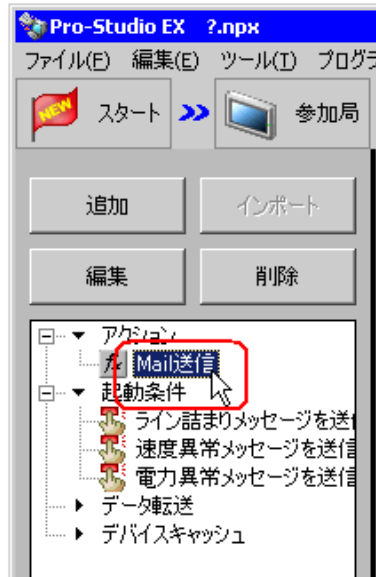 Pro-Studio EX ?.npx
ファイル(F) 編集(E) ツール(T) プログ
NEW スタート 参加局
追加 インポート
編集 削除
アクション
fx Mail送信
起動条件
ライン詰まりメッセージを送
速度異常メッセージを送信
電力異常メッセージを送信
データ転送
デバイスキャッシュ